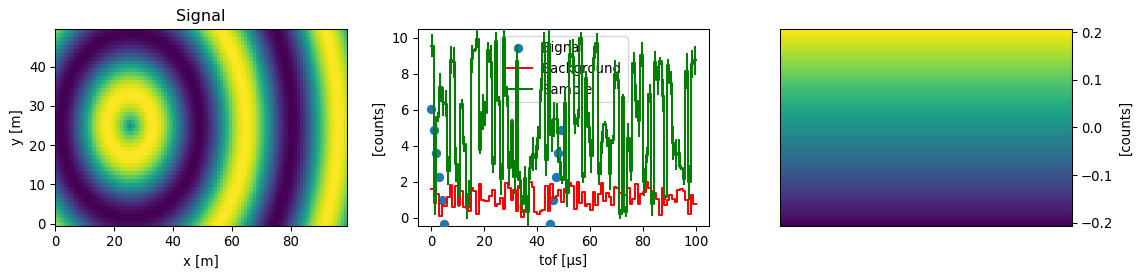 Signal
40
30
20
10
0
y [m]
0 20 40 60 80
x [m]
10
8
6
4
2
0
[counts]
Signal
Background
Sample
0 20 40 60 80 100
tof [µs]
0.2
0.1
0.0
−0.1
−0.2
[counts]